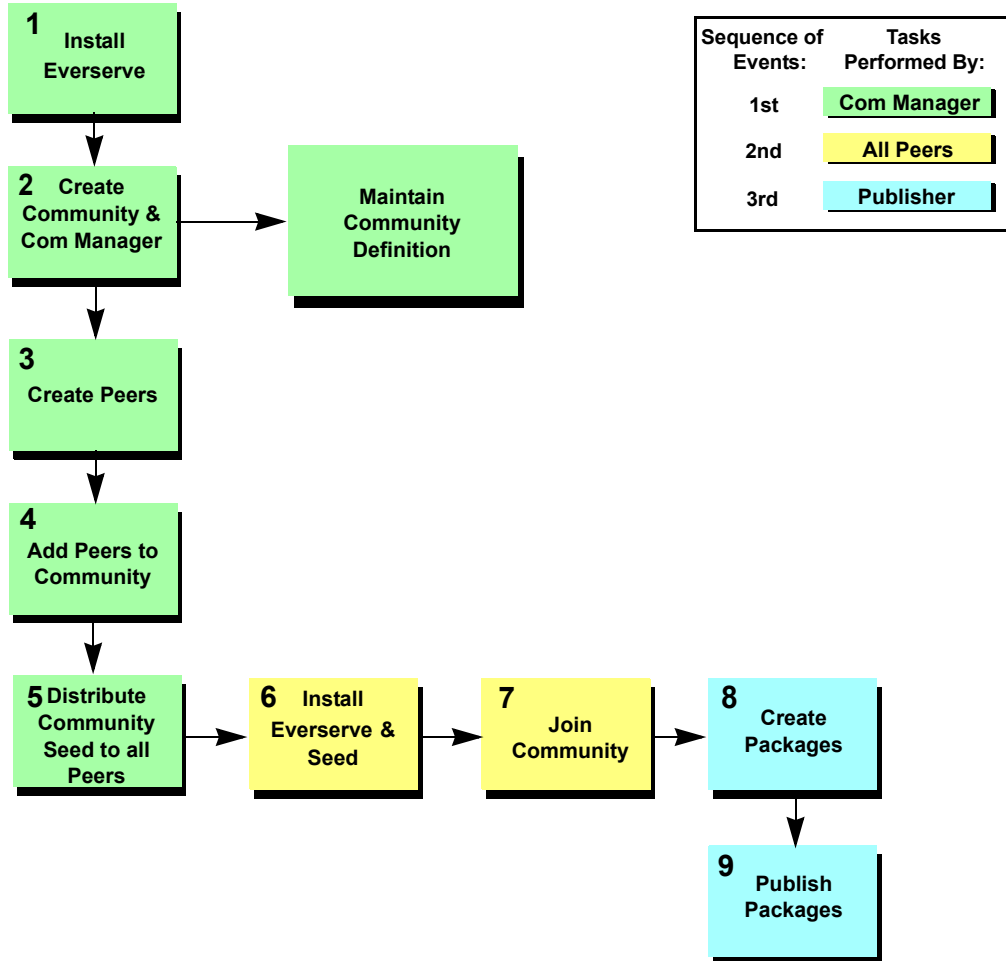 1
Install
Everserve
Sequence of
Events:
Tasks
Performed By:
1st
Com Manager
2nd
All Peers
3rd
Publisher
2
Create
Community &
Com Manager
Maintain
Community
Definition
3
Create Peers
4
Add Peers to
Community
5
Distribute
Community
Seed to all
Peers
6
Install
Everserve &
Seed
7
Join
Community
8
Create
Packages
9
Publish
Packages